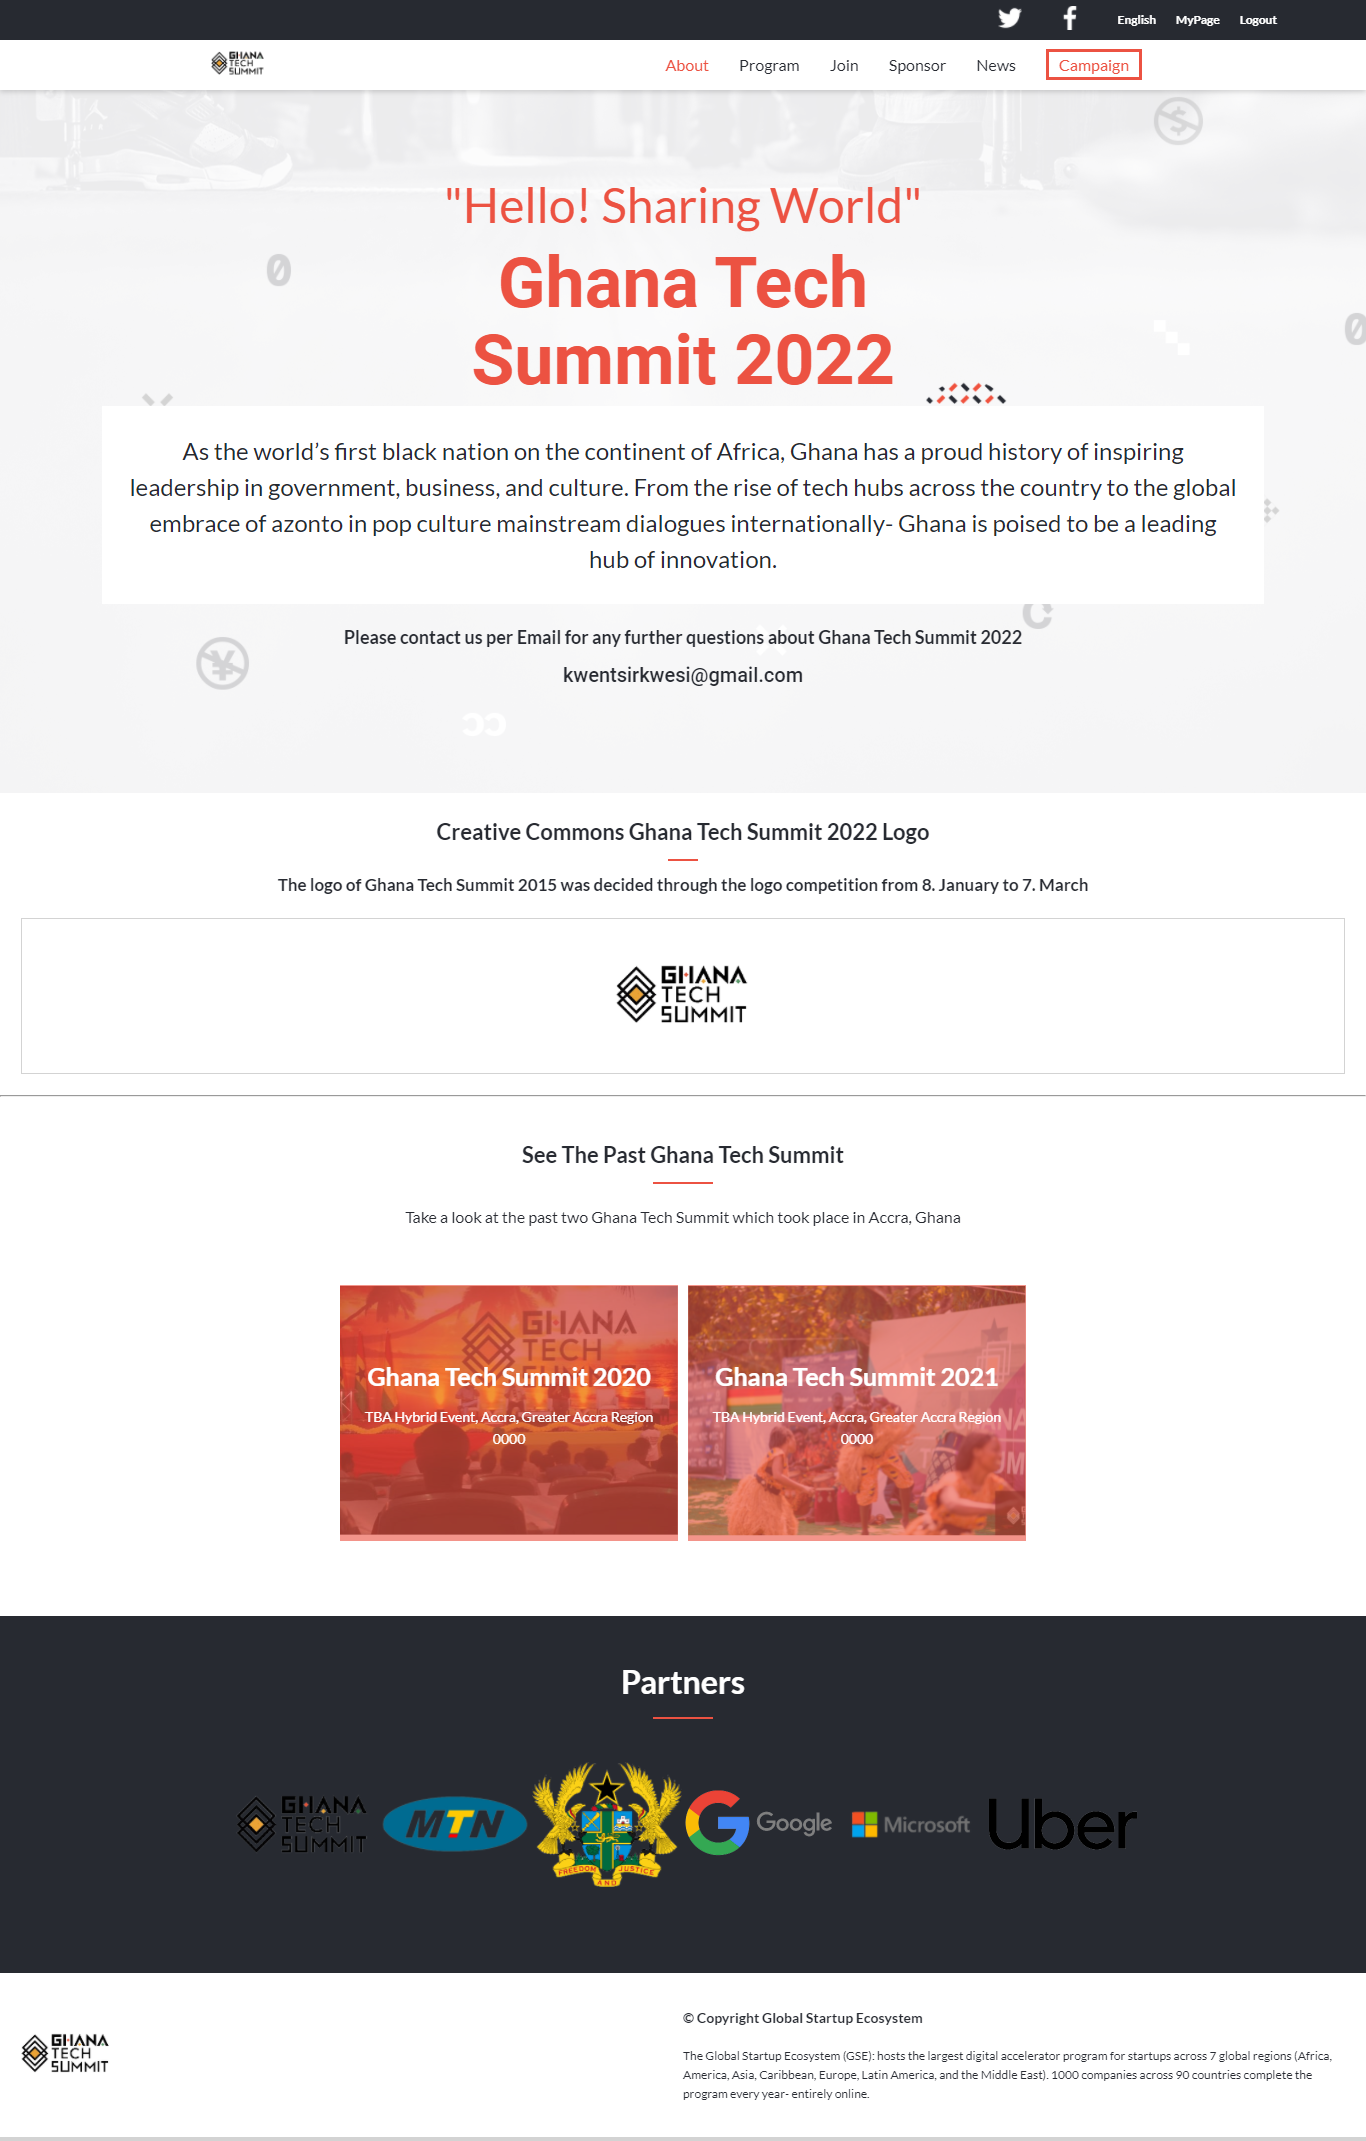 English MyPage Logout
GHANA
TECH
SUMMIT
About Program Join Sponsor News Campaign
"Hello! Sharing World"
Ghana Tech
Summit 2022
As the world’s first black nation on the continent of Africa, Ghana has a proud history of inspiring
leadership in government, business, and culture. From the rise of tech hubs across the country to the global
embrace of azonto in pop culture mainstream dialogues internationally- Ghana is poised to be a leading
hub of innovation.
Please contact us per Email for any further questions about Ghana Tech Summit 2022
kwentsirkwesi@gmail.com
Creative Commons Ghana Tech Summit 2022 Logo
The logo of Ghana Tech Summit 2015 was decided through the logo competition from 8. January to 7. March
GHANA
TECH
SUMMIT
See The Past Ghana Tech Summit
Take a look at the past two Ghana Tech Summit which took place in Accra, Ghana
GHANA
TECH
Ghana Tech Summit 2020
TBA Hybrid Event, Accra, Greater Accra Region
0000
Ghana Tech Summit 2021
TBA Hybrid Event, Accra, Greater Accra Region
0000
Partners
GHANA
TECH
SUMMIT
MTN
FREEDOM AND JUSTICE
Google
Microsoft
Uber
GHANA
TECH
SUMMIT
© Copyright Global Startup Ecosystem
The Global Startup Ecosystem (GSE): hosts the largest digital accelerator program for startups across 7 global regions (Africa,
America, Asia, Caribbean, Europe, Latin America, and the Middle East). 1000 companies across 90 countries complete the
program every year- entirely online.